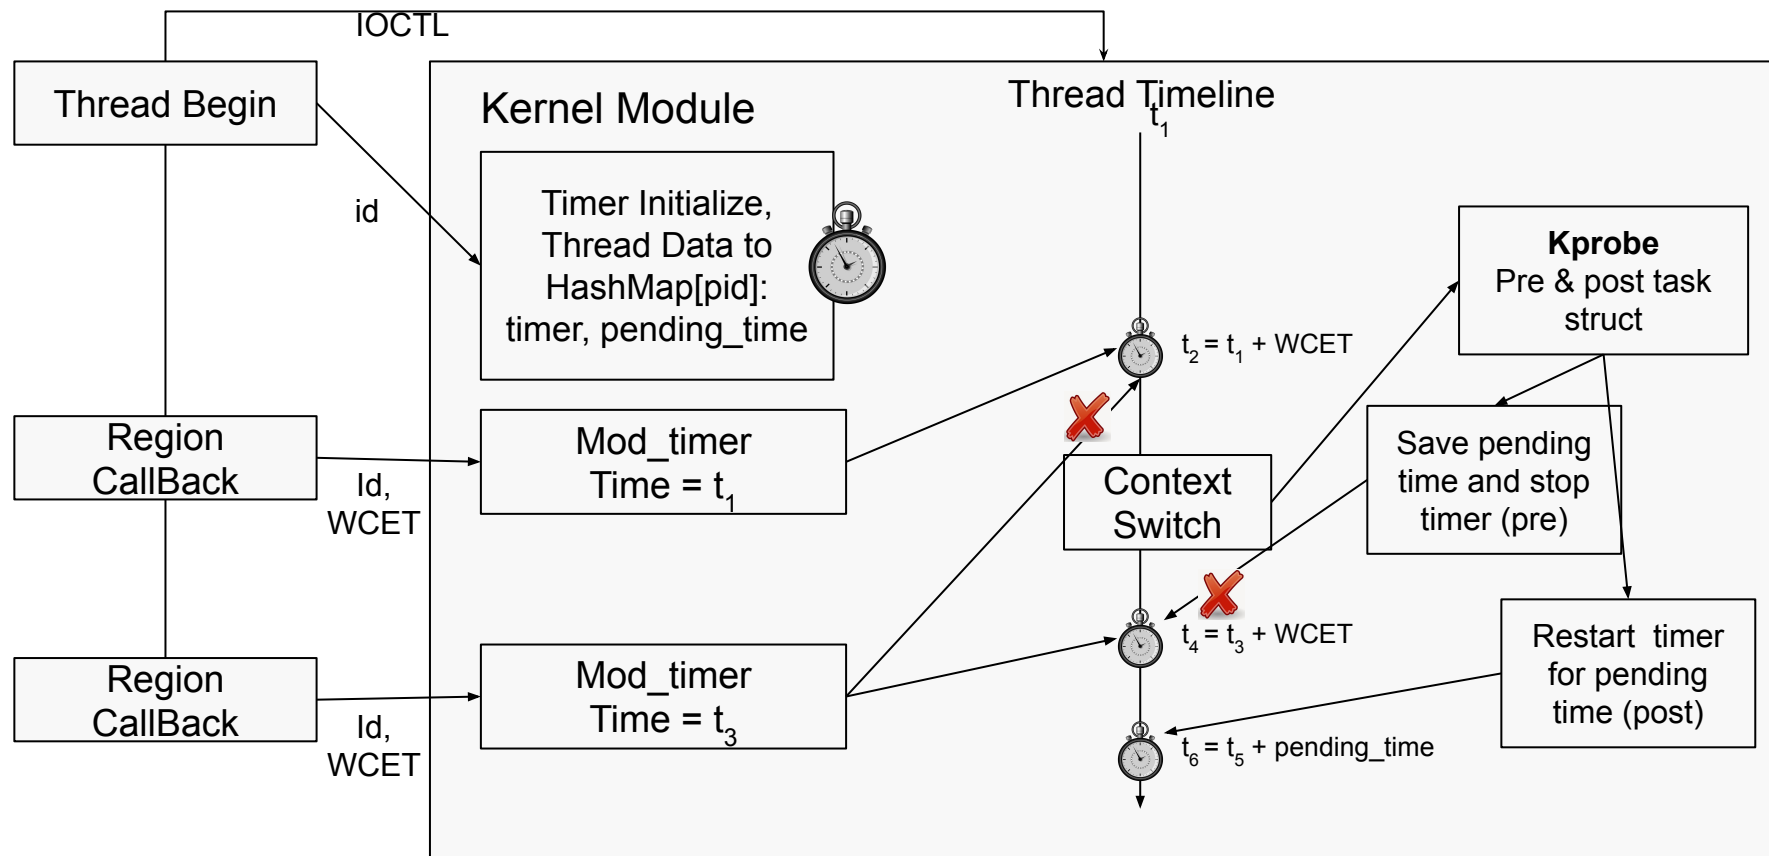 IOCTL
Thread Begin
id
Kernel Module
Thread Timeline
t₁
Timer Initialize,
Thread Data to
HashMap[pid]:
timer, pending_time
Kprobe
Pre & post task
struct
t₂ = t₁ + WCET
Region
CallBack
Id,
WCET
Mod_timer
Time = t₁
Context
Switch
Save pending
time and stop
timer (pre)
Region
CallBack
Id,
WCET
Mod_timer
Time = t₃
t₄ = t₃ + WCET
Restart timer
for pending
time (post)
t₆ = t₅ + pending_time